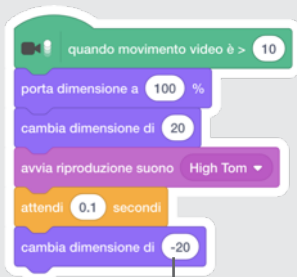 quando movimento video è > 10
porta dimensione a 100 %
cambia dimensione di 20
avvia riproduzione suono High Tom
attendi 0.1 secondi
cambia dimensione di -20